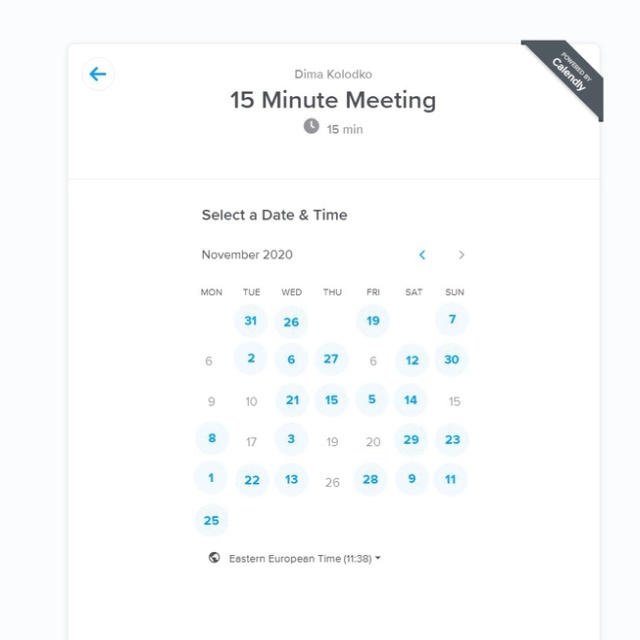 Dima Kolodko
15 Minute Meeting
15 min
POWERED BY
Calendly
Select a Date & Time
November 2020
MON TUE WED THU FRI SAT SUN
31 26 19 7
6 2 6 27 6 12 30
9 10 21 15 5 14 15
8 17 3 19 20 29 23
1 22 13 26 28 9 11
25
Eastern European Time (11:38)